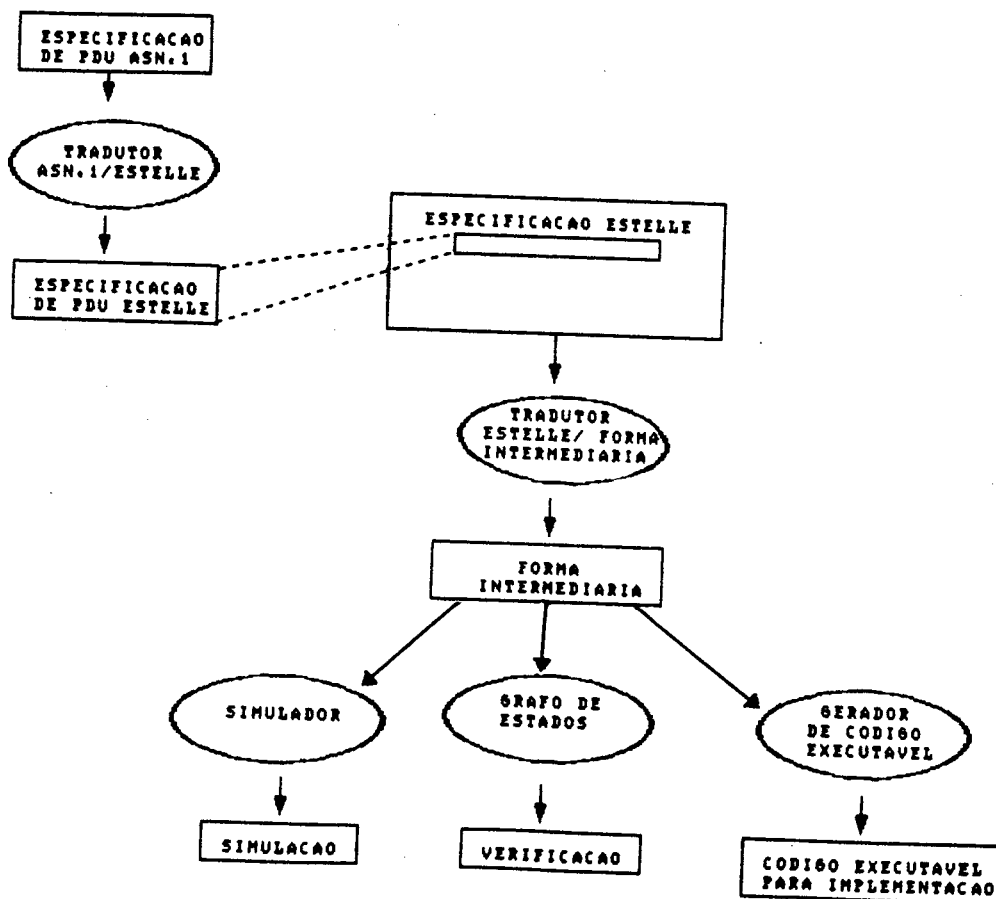 ESPECIFICACAO
DE PDU ASN.1
TRADUTOR
ASN.1/ESTELLE
ESPECIFICACAO
DE PDU ESTELLE
ESPECIFICACAO ESTELLE
TRADUTOR
ESTELLE/ FORMA
INTERMEDIARIA
FORMA
INTERMEDIARIA
SIMULADOR
GRAFO DE
ESTADOS
GERADOR
DE CODIGO
EXECUTAVEL
SIMULACAO
VERIFICACAO
CODIGO EXECUTAVEL
PARA IMPLEMENTACAO